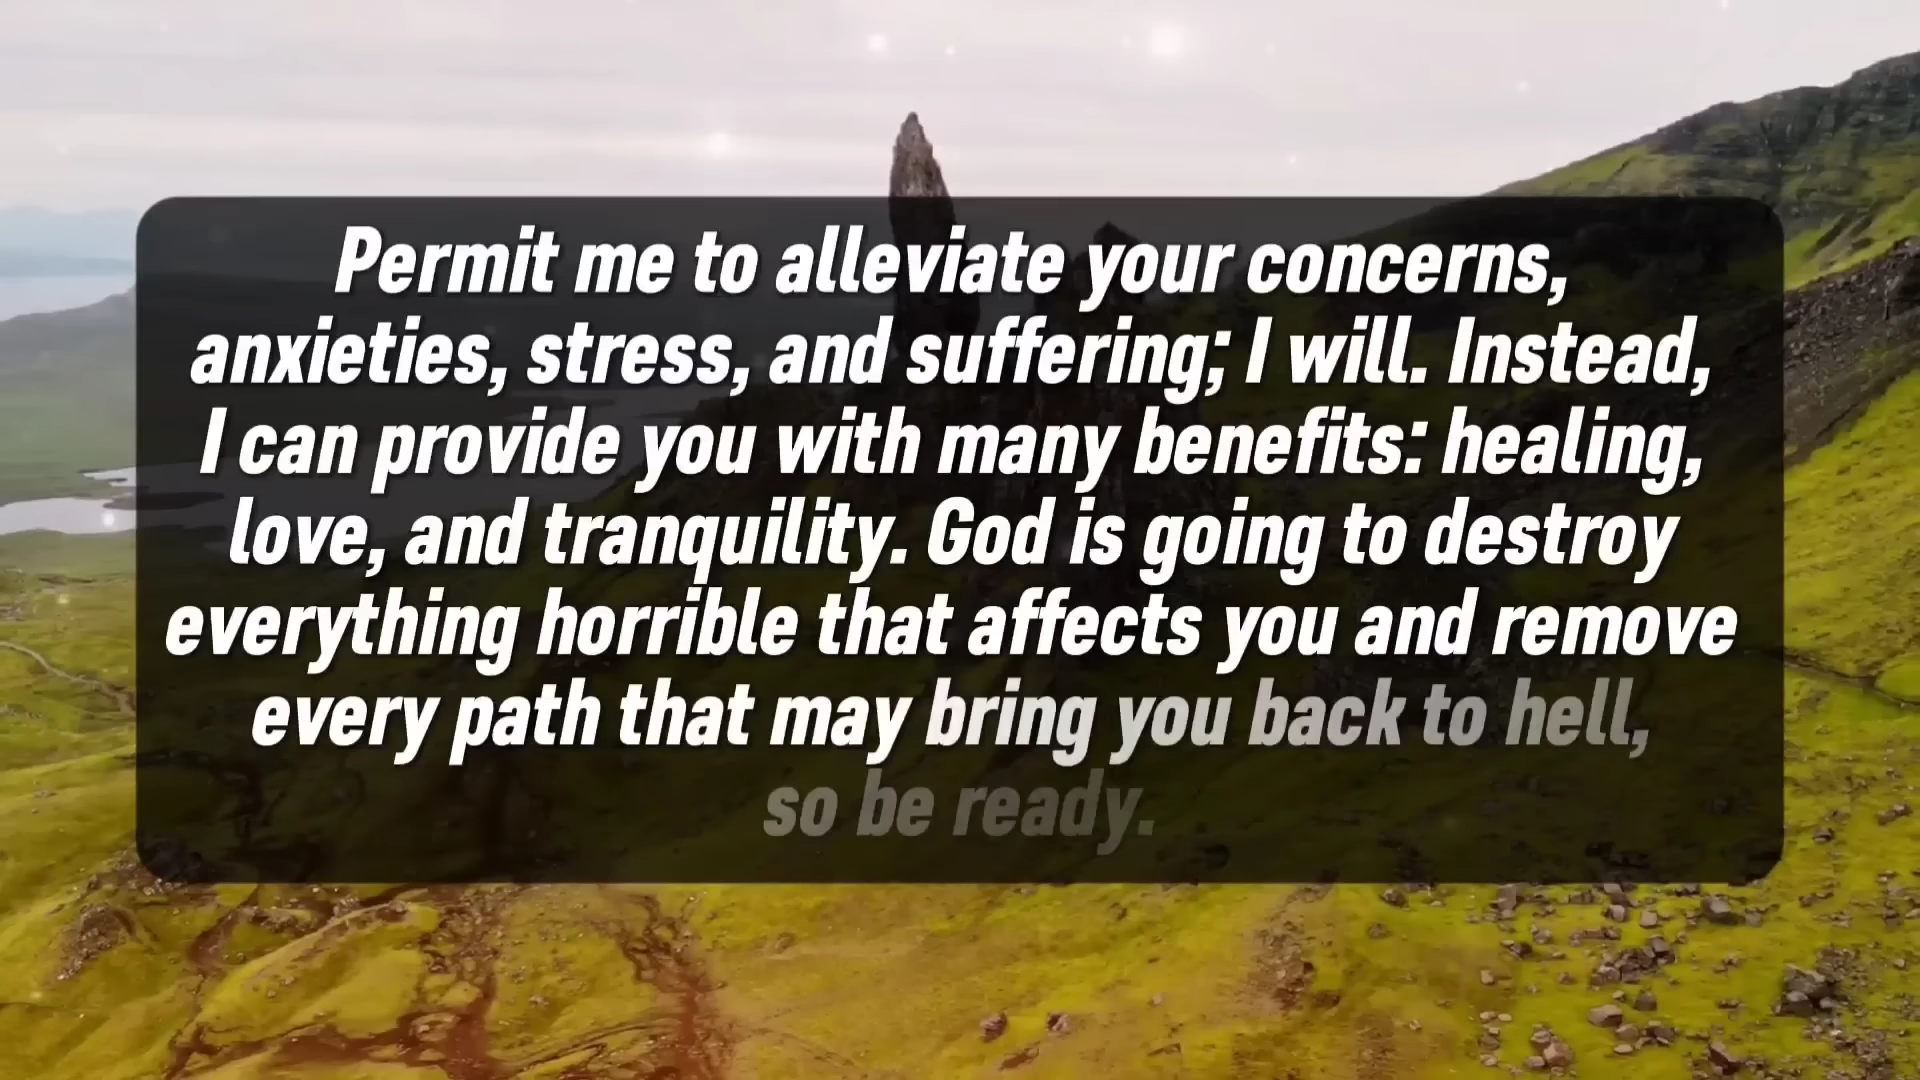 Permit me to alleviate your concerns,
anxieties, stress, and suffering; I will. Instead,
I can provide you with many benefits: healing,
love, and tranquility. God is going to destroy
everything horrible that affects you and remove
every path that may bring you back to hell,
so be ready.